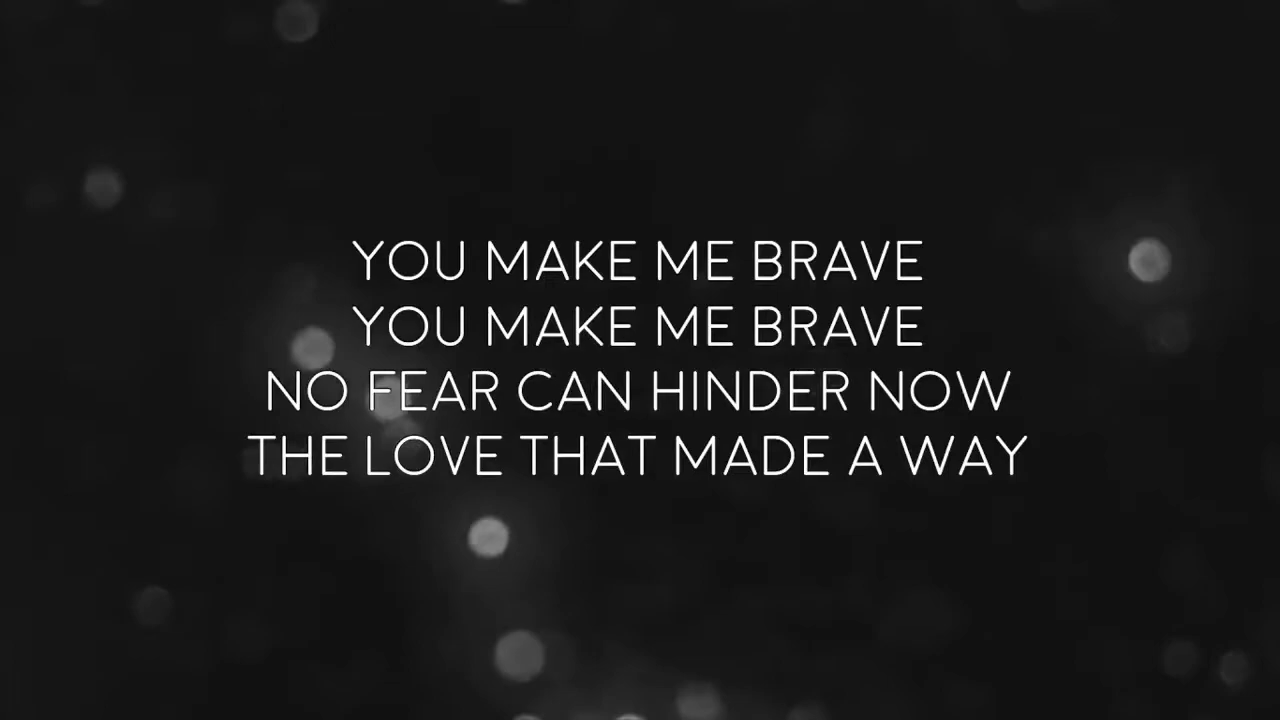 YOU MAKE ME BRAVE
YOU MAKE ME BRAVE
NO FEAR CAN HINDER NOW
THE LOVE THAT MADE A WAY